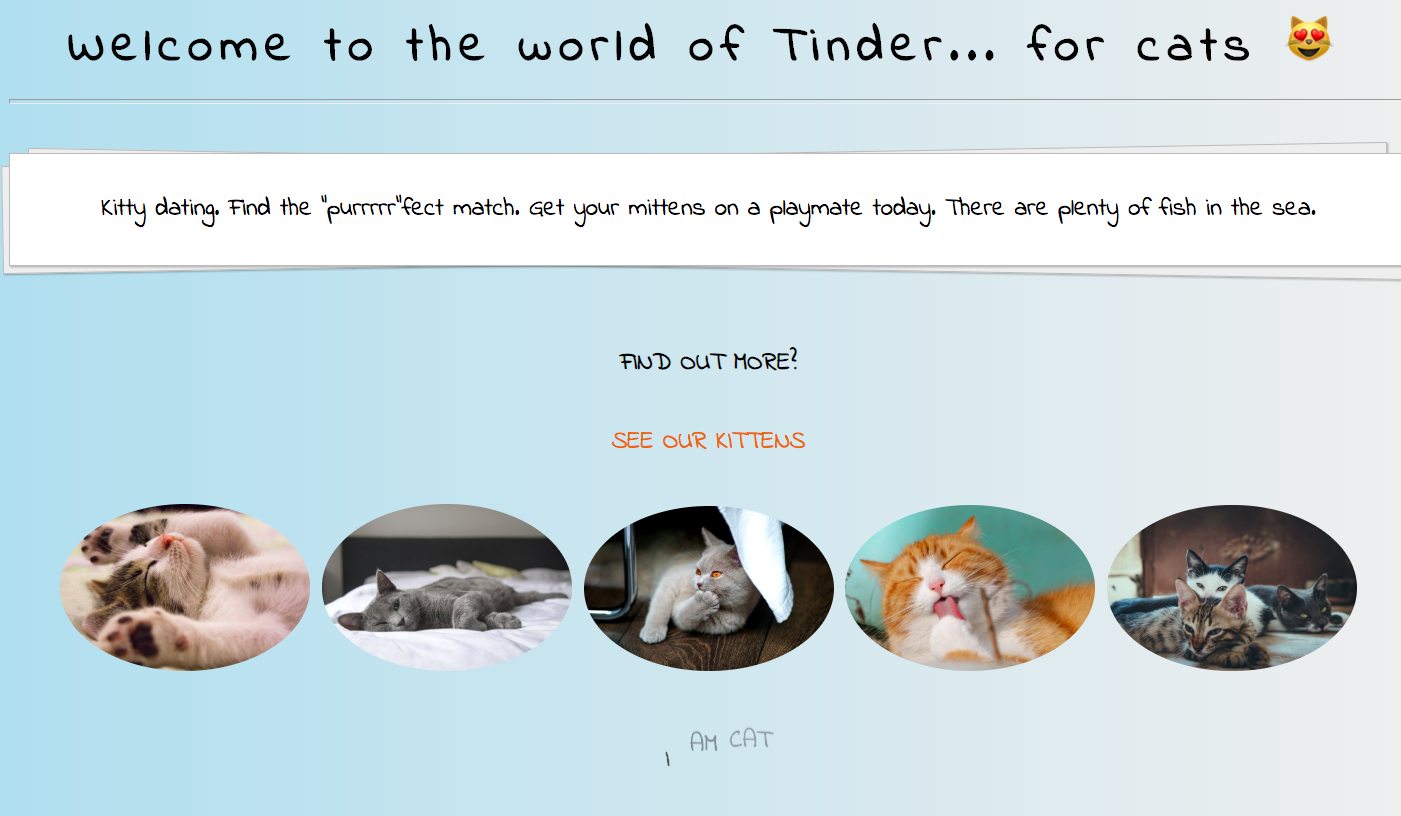 Welcome to the world of Tinder... for cats 😻
Kitty dating. Find the "purrrrr"fect match. Get your mittens on a playmate today. There are plenty of fish in the sea.
FIND OUT MORE?
SEE OUR KITTENS
I AM CAT